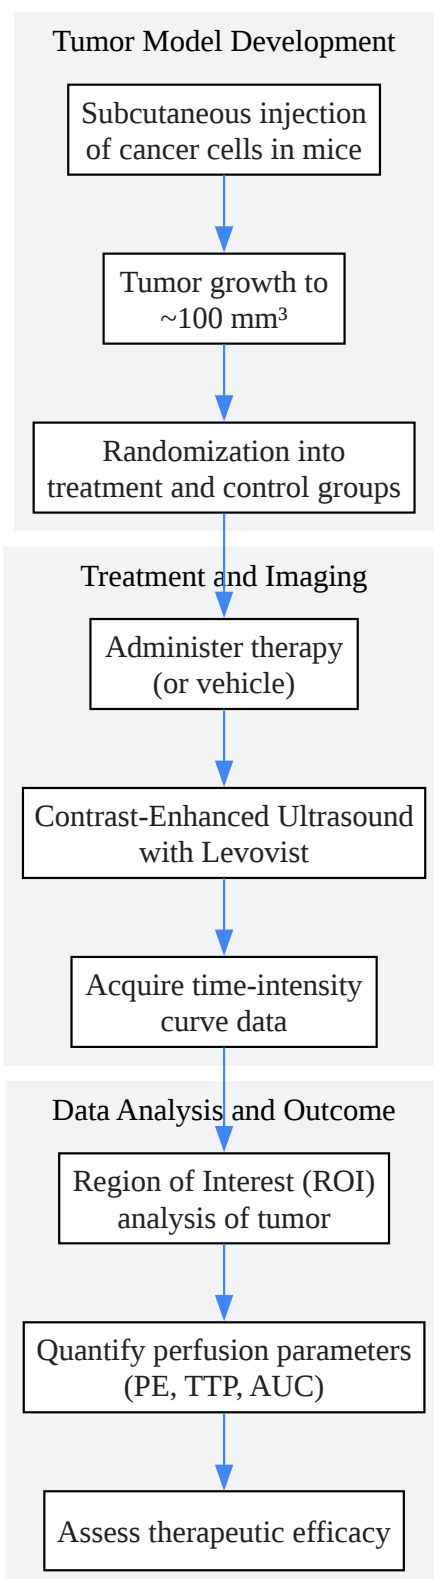 Tumor Model Development
Subcutaneous injection
of cancer cells in mice
Tumor growth to
~100 mm³
Randomization into
treatment and control groups
Treatment and Imaging
Administer therapy
(or vehicle)
Contrast-Enhanced Ultrasound
with Levovist
Acquire time-intensity
curve data
Data Analysis and Outcome
Region of Interest (ROI)
analysis of tumor
Quantify perfusion parameters
(PE, TTP, AUC)
Assess therapeutic efficacy